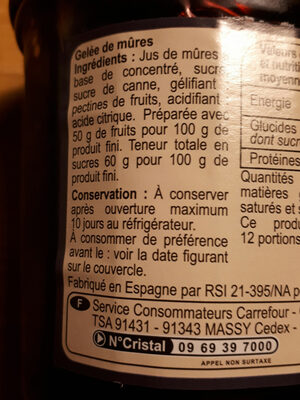 Gelée de mûres
Ingrédients : Jus de mûres à
base de concentré, sucre
sucre de canne, gélifiant
pectines de fruits, acidifiant
acide citrique. Préparée avec
50 g de fruits pour 100 g de
produit fini. Teneur totale en
sucres 60 g pour 100 g de
produit fini.
Conservation : À conserver
après ouverture maximum
10 jours au réfrigérateur.
À consommer de préférence
avant le : voir la date figurant
sur le couvercle.
Fabriqué en Espagne par RSI 21-395/NA
F Service Consommateurs Carrefour -
TSA 91431 - 91343 MASSY Cedex -
N°Cristal 09 69 39 7000
APPEL NON SURTAXÉ
Valeurs
et nutrit
moyenn
Énergie
Glucides
dont suc
Protéines
Quantités
matières
saturés et s
Ce produ
12 portions